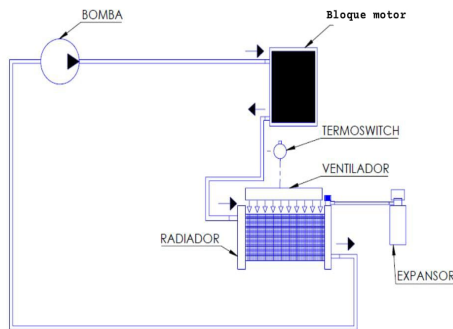 BOMBA
Bloque motor
TERMOSWITCH
VENTILADOR
RADIADOR
EXPANSOR